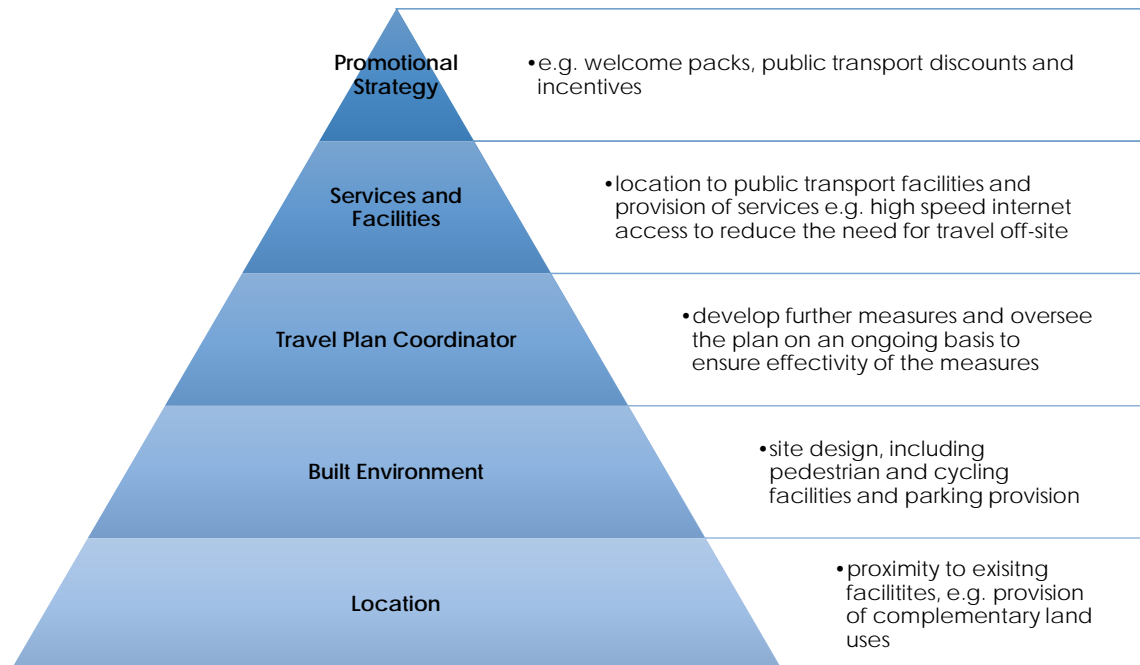 Promotional
Strategy
•e.g. welcome packs, public transport discounts and
incentives
Services and
Facilities
•location to public transport facilities and
provision of services e.g. high speed internet
access to reduce the need for travel off-site
Travel Plan Coordinator
•develop further measures and oversee
the plan on an ongoing basis to
ensure effectivity of the measures
Built Environment
•site design, including
pedestrian and cycling
facilities and parking provision
Location
•proximity to exisitng
facilitites, e.g. provision
of complementary land
uses